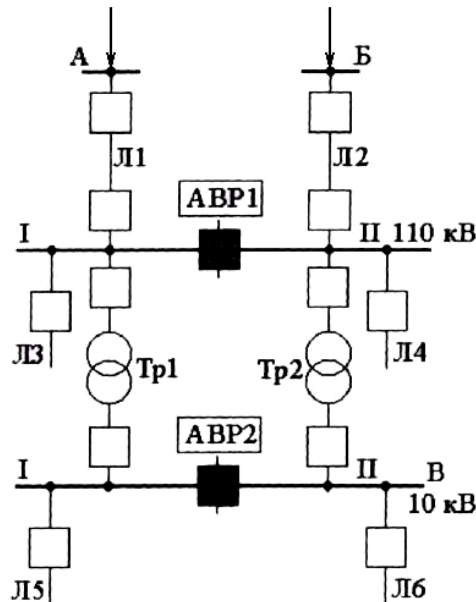 А Б
Л1 Л2
АВР1
I II 110 кВ
Л3 Тр1 Тр2 Л4
АВР2
I II В
10 кВ
Л5 Л6